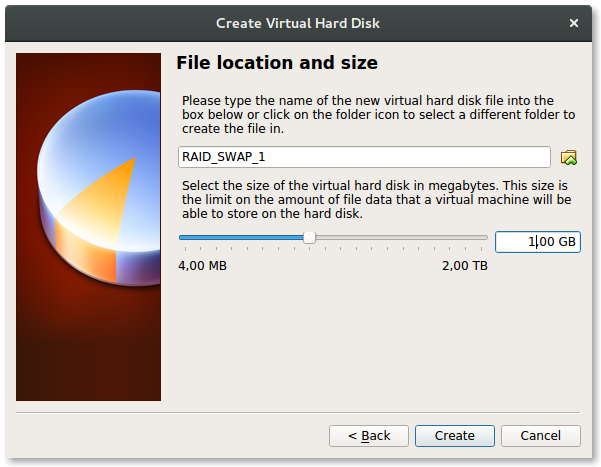 Create Virtual Hard Disk
File location and size
Please type the name of the new virtual hard disk file into the
box below or click on the folder icon to select a different folder to
create the file in.
RAID_SWAP_1
Select the size of the virtual hard disk in megabytes. This size is
the limit on the amount of file data that a virtual machine will be
able to store on the hard disk.
1,00 GB
4,00 MB
2,00 TB
< Back
Create
Cancel